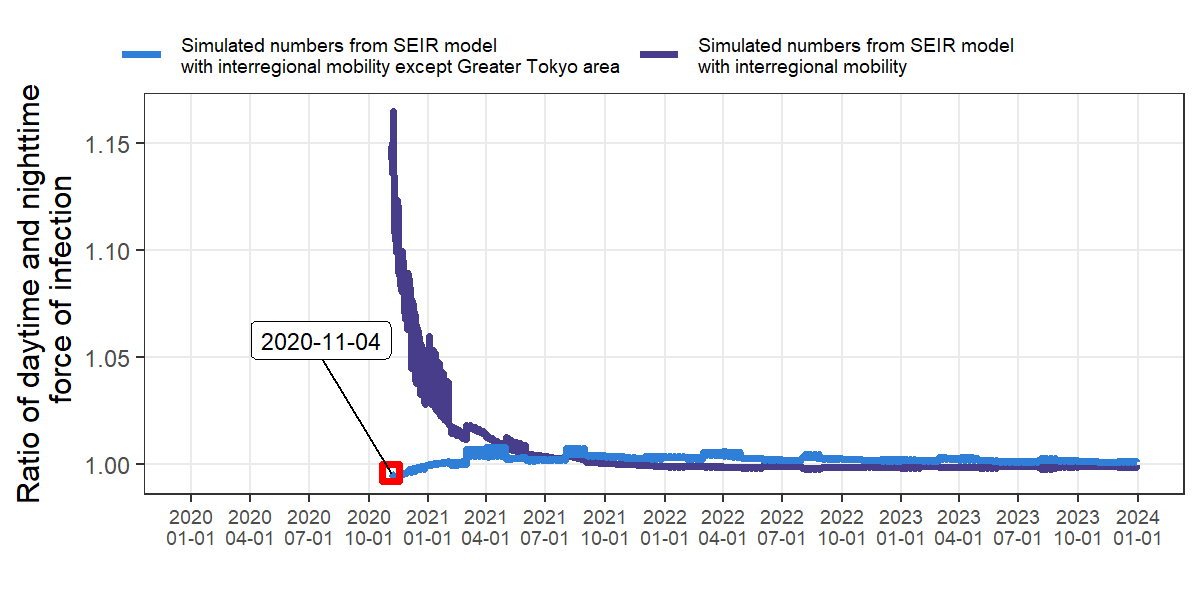 Simulated numbers from SEIR model
with interregional mobility except Greater Tokyo area
Simulated numbers from SEIR model
with interregional mobility
Ratio of daytime and nighttime
force of infection
1.15
1.10
1.05
1.00
2020-11-04
2020 2020 2020 2020 2021 2021 2021 2021 2022 2022 2022 2022 2023 2023 2023 2023 2024
01-01 04-01 07-01 10-01 01-01 04-01 07-01 10-01 01-01 04-01 07-01 10-01 01-01 04-01 07-01 10-01 01-01